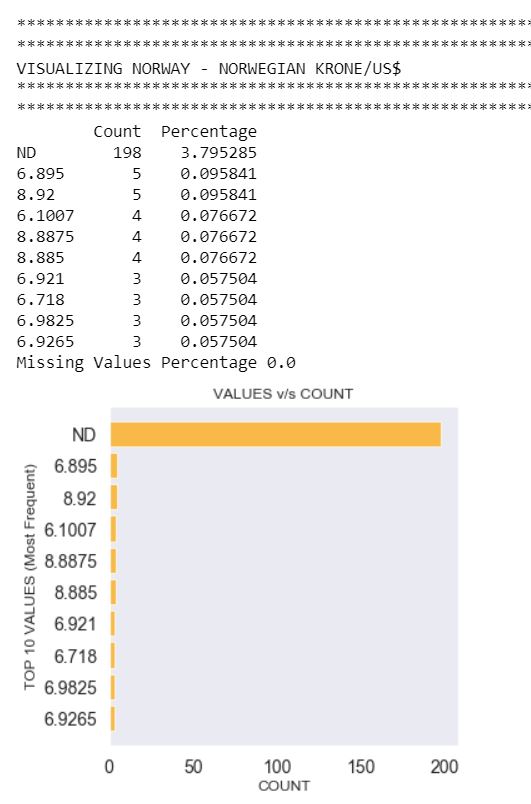 ************************************************************
************************************************************
VISUALIZING NORWAY - NORWEGIAN KRONE/US$
************************************************************
************************************************************
Count Percentage
ND 198 3.795285
6.895 5 0.095841
8.92 5 0.095841
6.1007 4 0.076672
8.8875 4 0.076672
8.885 4 0.076672
6.921 3 0.057504
6.718 3 0.057504
6.9825 3 0.057504
6.9265 3 0.057504
Missing Values Percentage 0.0
VALUES v/s COUNT
TOP 10 VALUES (Most Frequent)
ND
6.895
8.92
6.1007
8.8875
8.885
6.921
6.718
6.9825
6.9265
0 50 100 150 200
COUNT